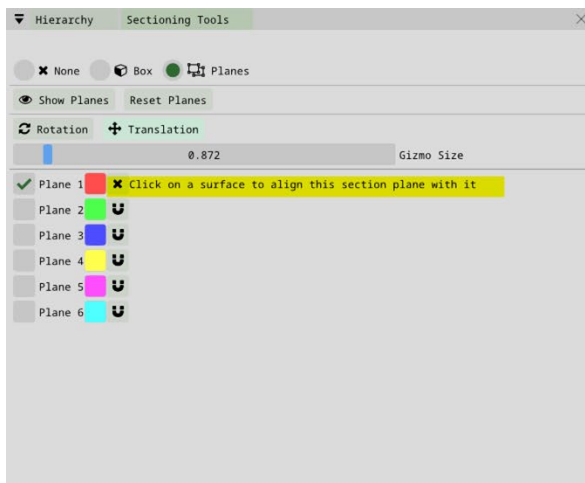 Hierarchy Sectioning Tools
None Box Planes
Show Planes Reset Planes
Rotation Translation
0.872 Gizmo Size
Plane 1 Click on a surface to align this section plane with it
Plane 2
Plane 3
Plane 4
Plane 5
Plane 6